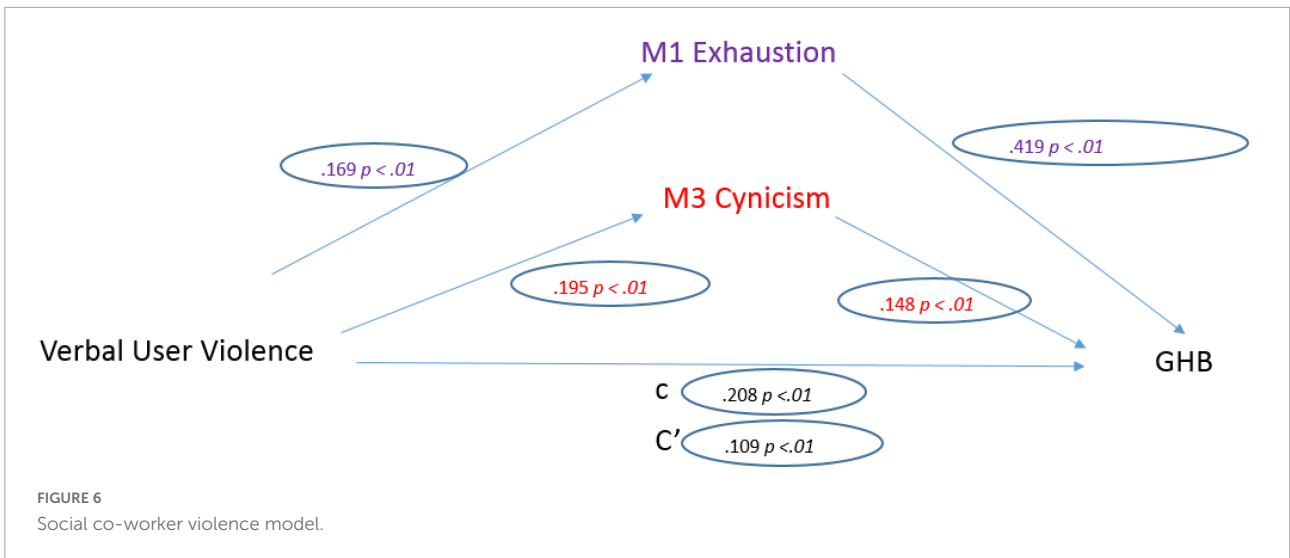 M1 Exhaustion
.169 p < .01
.419 p < .01
M3 Cynicism
.195 p < .01
.148 p < .01
Verbal User Violence
GHB
c
.208 p <.01
C’
.109 p <.01
FIGURE 6
Social co-worker violence model.